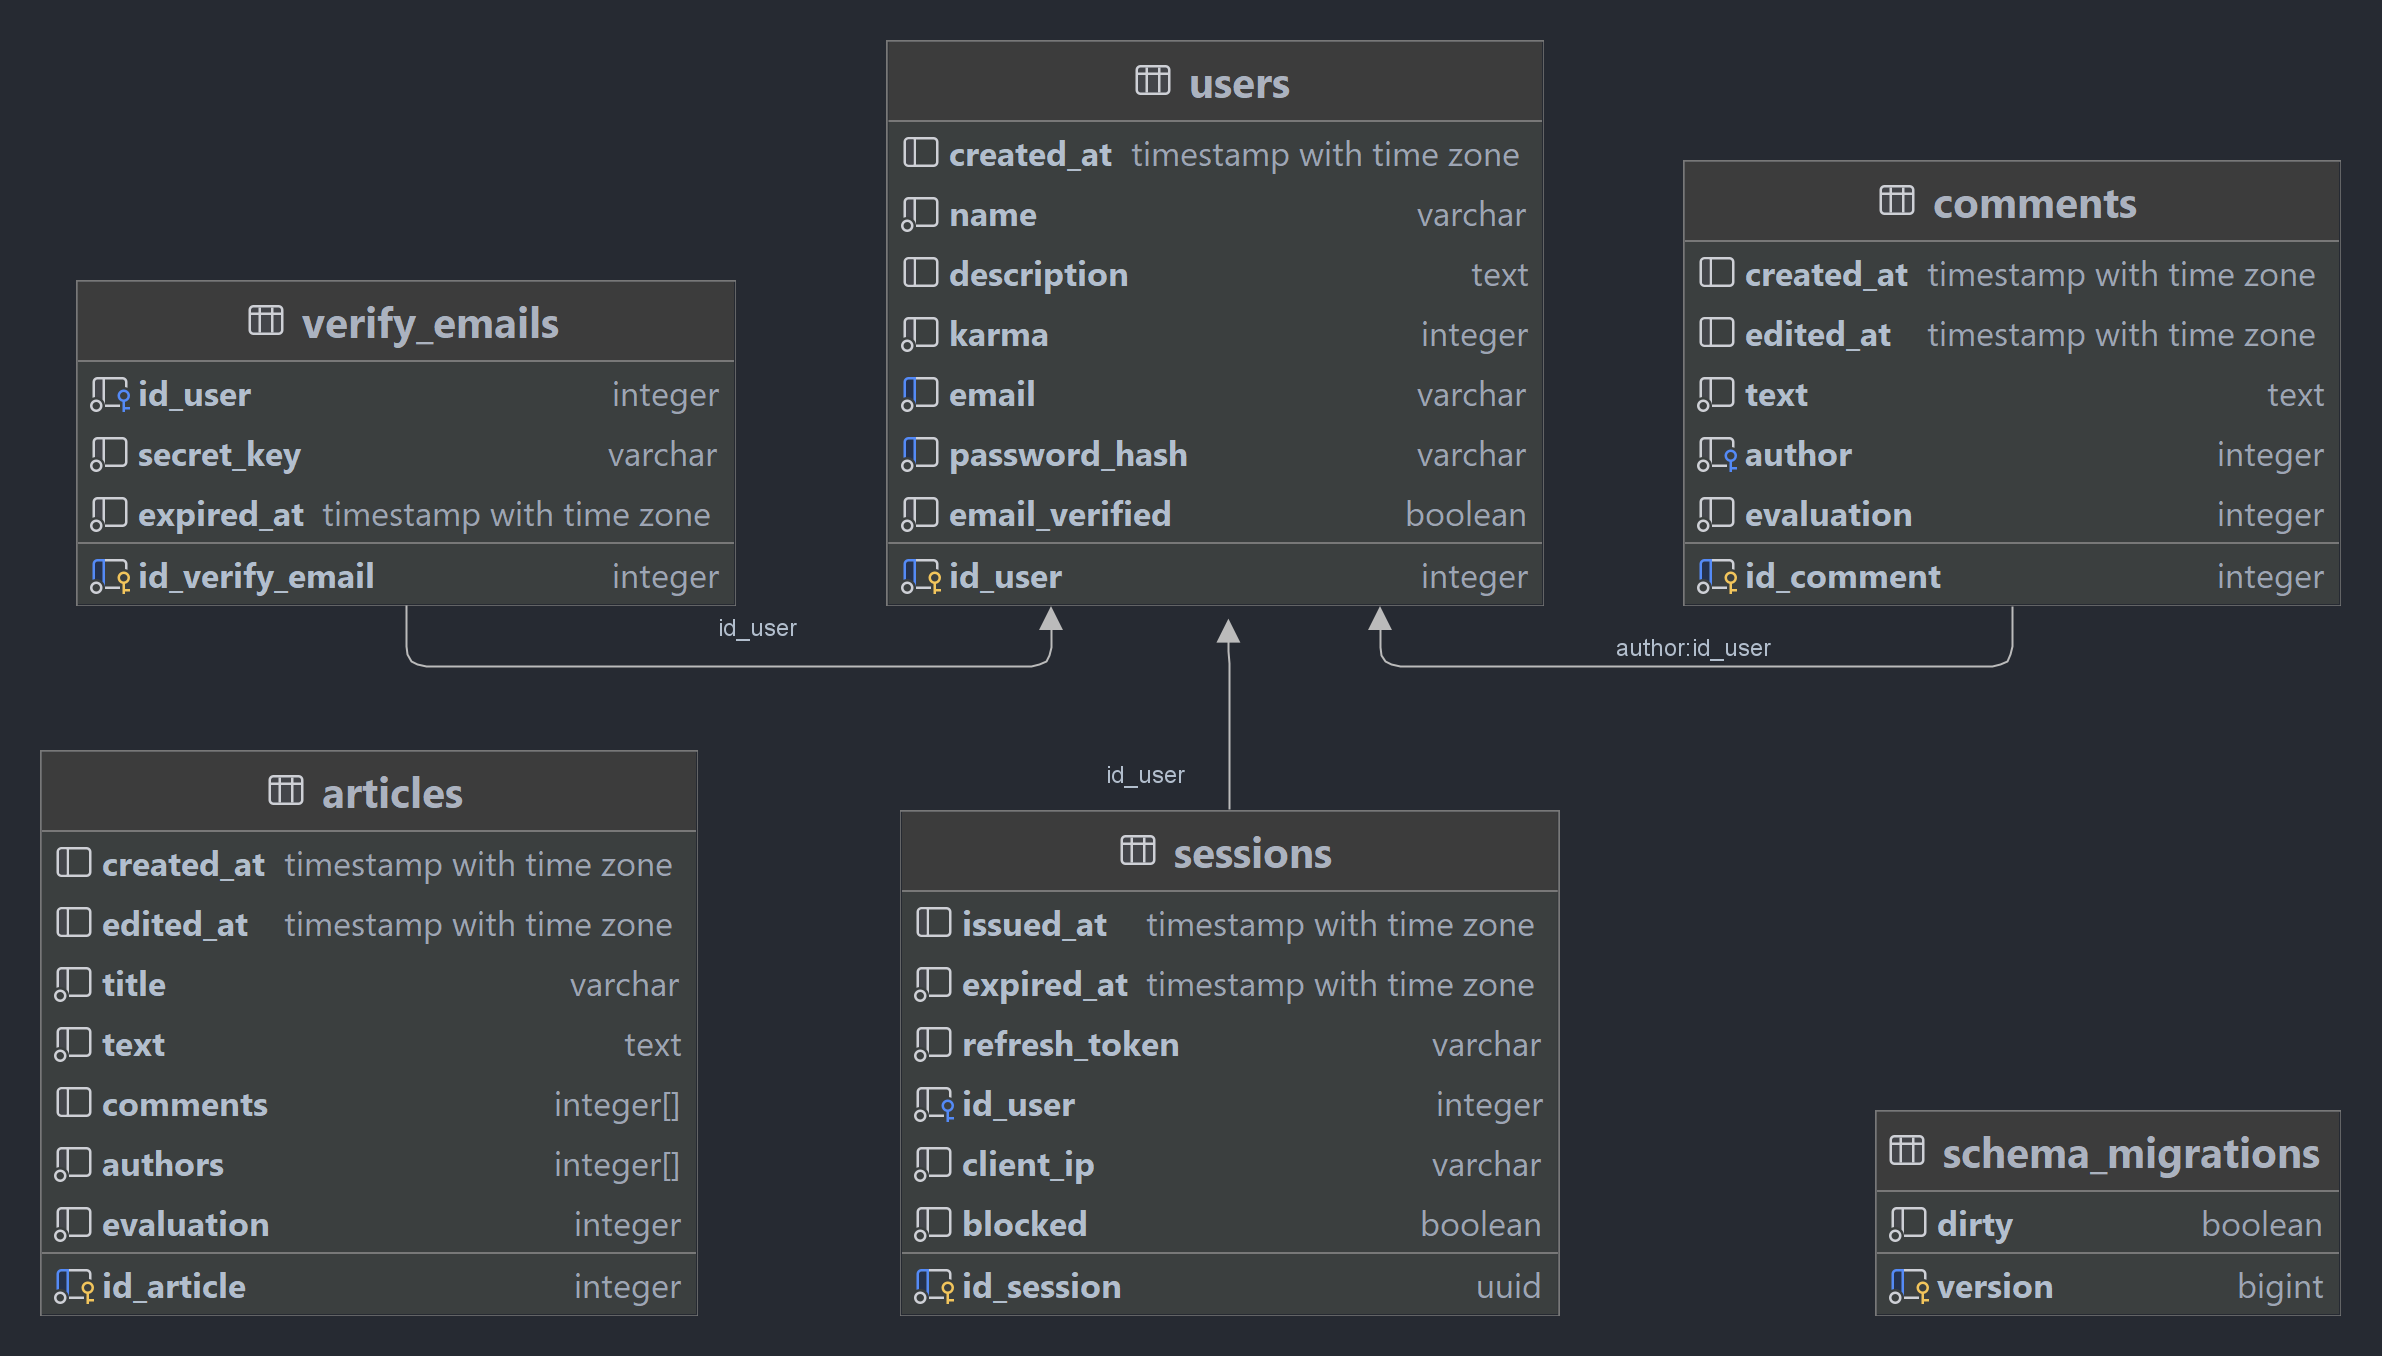 users
created_at timestamp with time zone
name varchar
description text
karma integer
email varchar
password_hash varchar
email_verified boolean
id_user integer
comments
created_at timestamp with time zone
edited_at timestamp with time zone
text text
author integer
evaluation integer
id_comment integer
verify_emails
id_user integer
secret_key varchar
expired_at timestamp with time zone
id_verify_email integer
id_user
author:id_user
id_user
articles
created_at timestamp with time zone
edited_at timestamp with time zone
title varchar
text text
comments integer[]
authors integer[]
evaluation integer
id_article integer
sessions
issued_at timestamp with time zone
expired_at timestamp with time zone
refresh_token varchar
id_user integer
client_ip varchar
blocked boolean
id_session uuid
schema_migrations
dirty boolean
version bigint